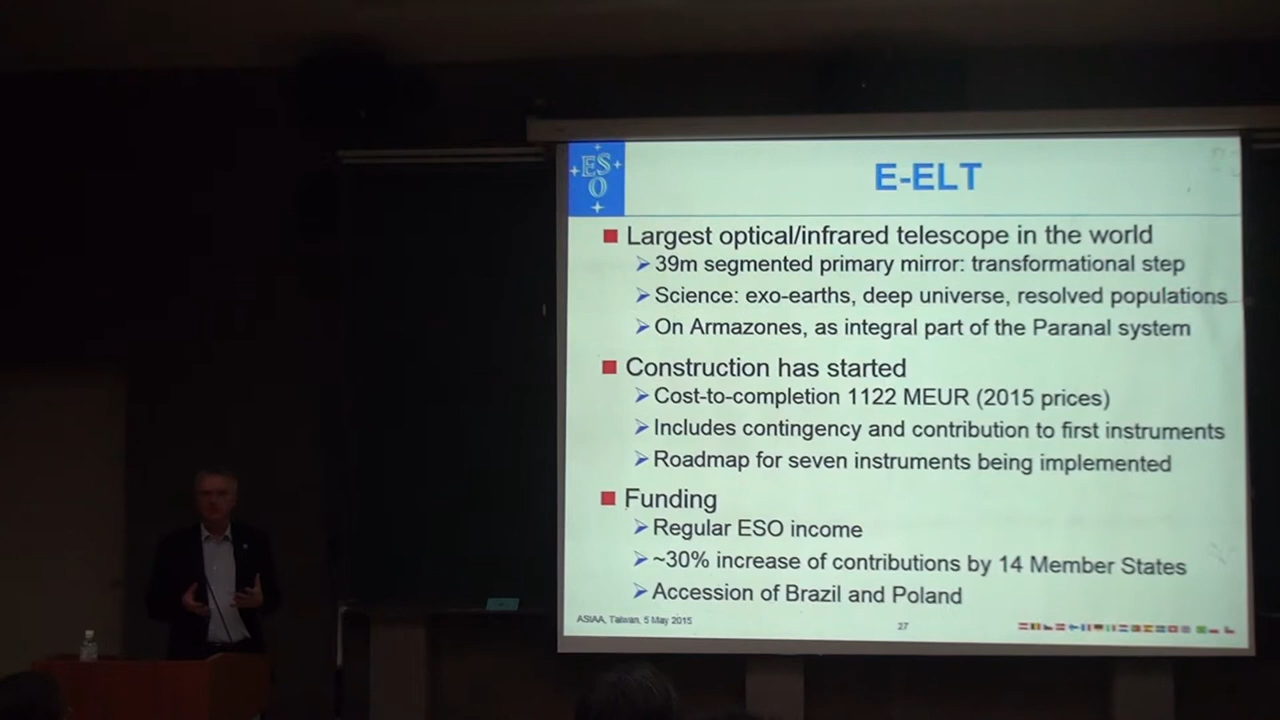 ES
O
E-ELT
Largest optical/infrared telescope in the world
39m segmented primary mirror: transformational step
Science: exo-earths, deep universe, resolved populations
On Armazones, as integral part of the Paranal system
Construction has started
Cost-to-completion 1122 MEUR (2015 prices)
Includes contingency and contribution to first instruments
Roadmap for seven instruments being implemented
Funding
Regular ESO income
~30% increase of contributions by 14 Member States
Accession of Brazil and Poland
ASIAA, Taiwan, 5 May 2015
27